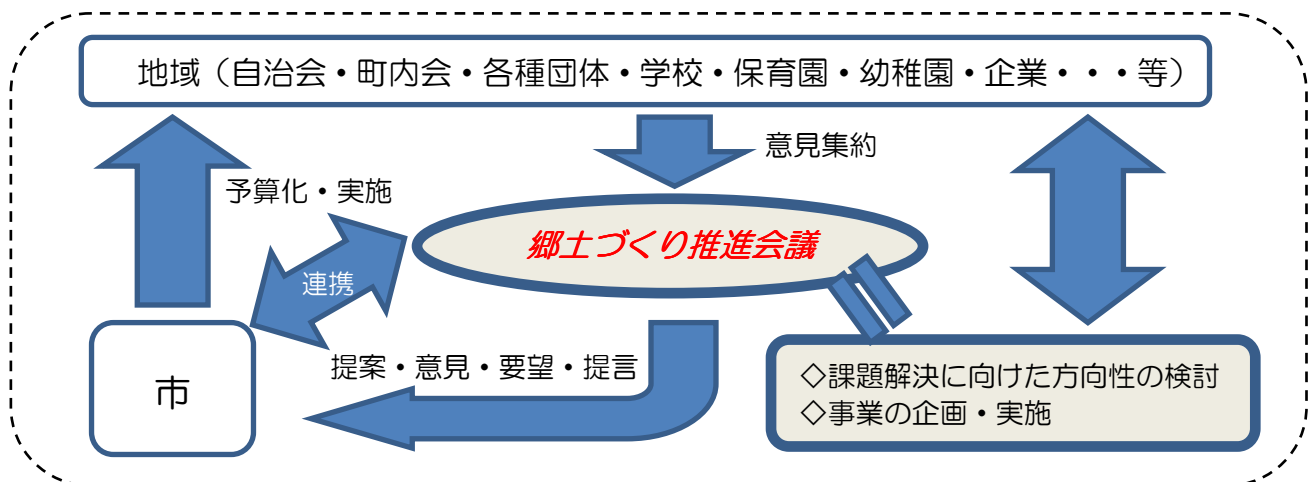 地域（自治会・町内会・各種団体・学校・保育園・幼稚園・企業・・・等）
意見集約
予算化・実施
郷土づくり推進会議
連携
提案・意見・要望・提言
市
◇課題解決に向けた方向性の検討
◇事業の企画・実施